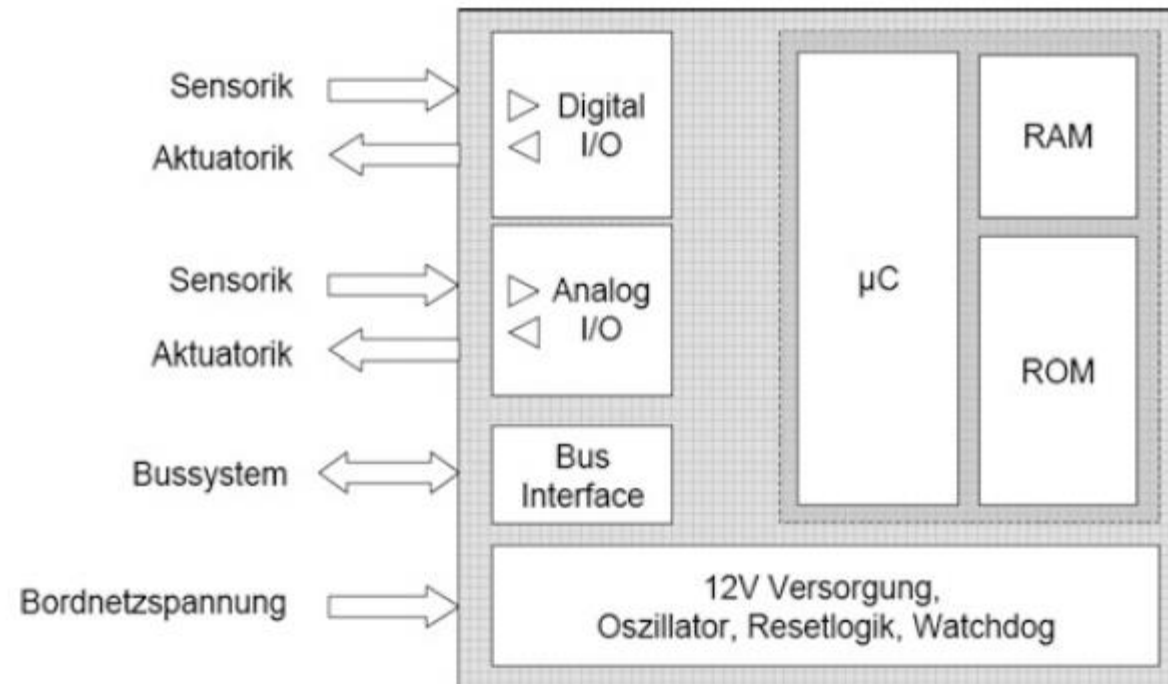 Sensorik
Aktuatorik
Digital
I/O
Sensorik
Aktuatorik
Analog
I/O
Bussystem
Bus
Interface
Bordnetzspannung
12V Versorgung,
Oszillator, Resetlogik, Watchdog
µC
RAM
ROM